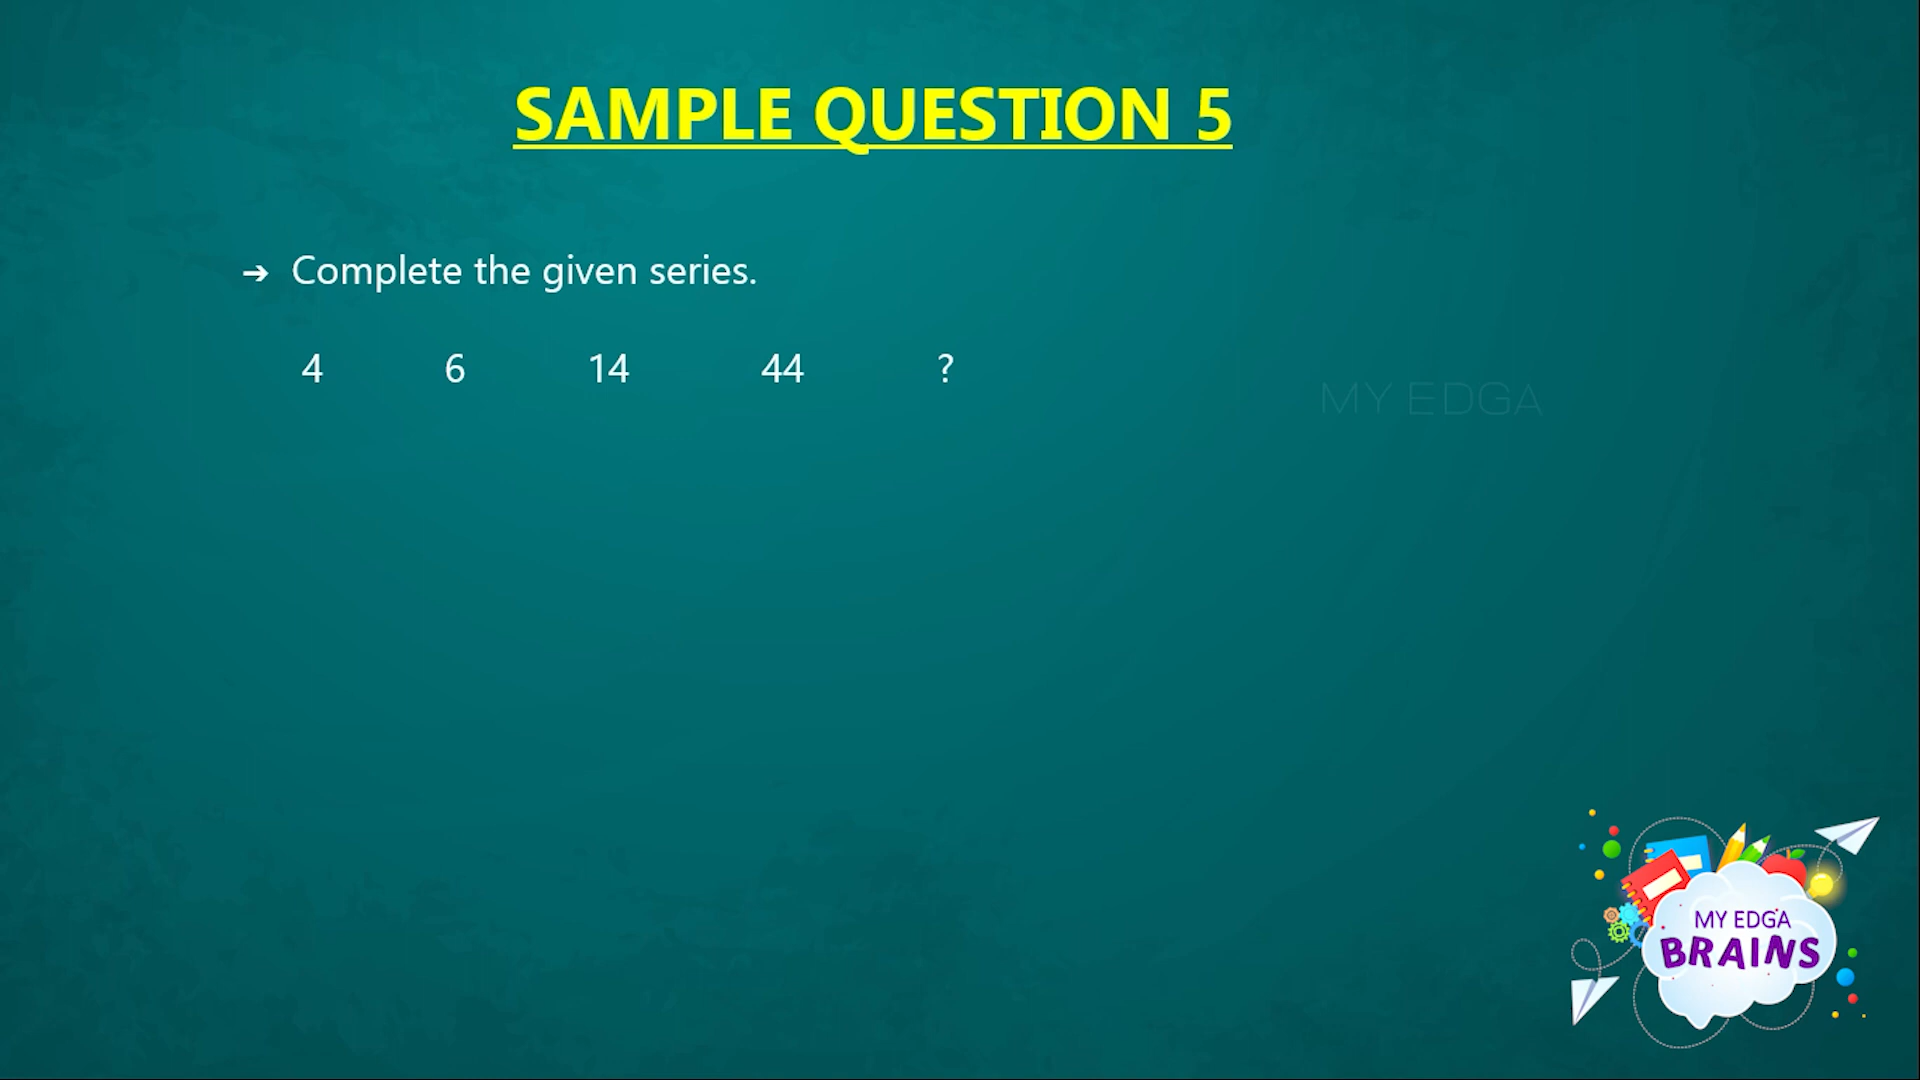 SAMPLE QUESTION 5
➔ Complete the given series.
4 6 14 44 ?
MY EDGA
MY EDGA
BRAINS